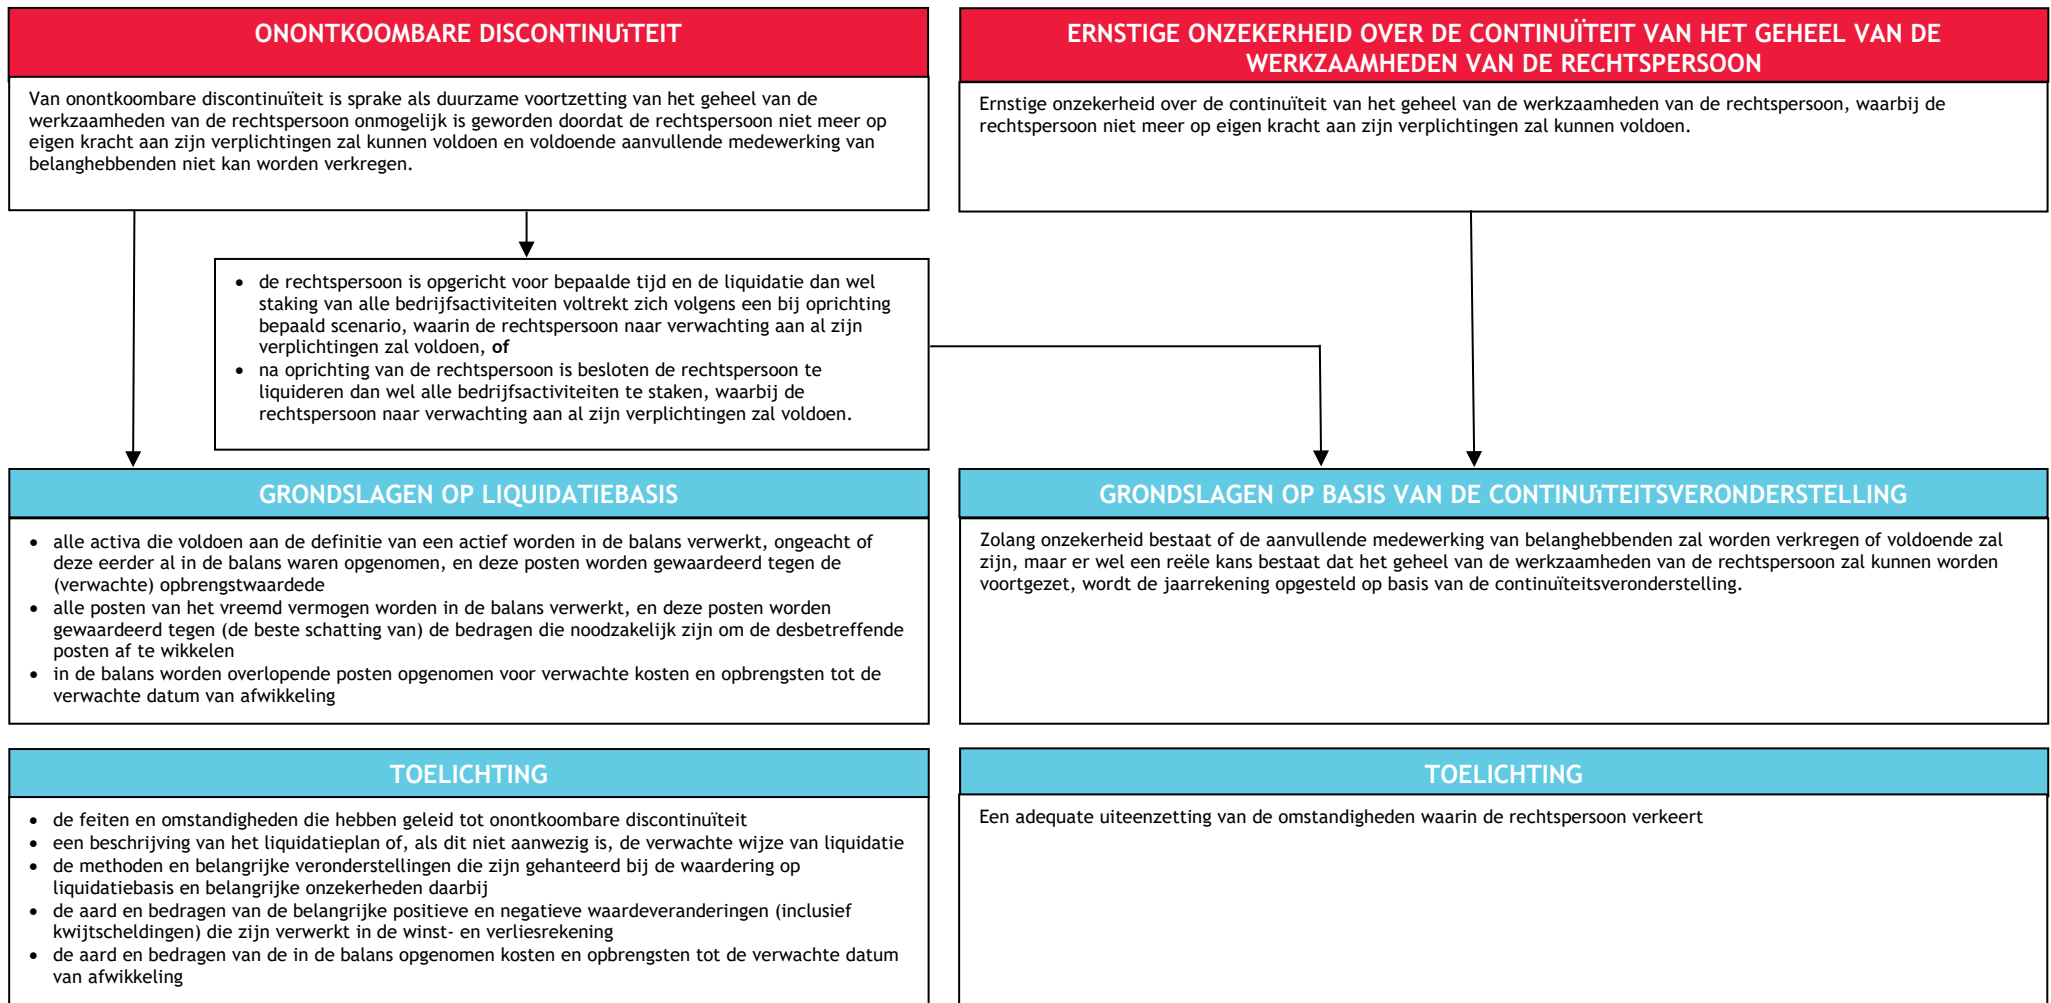 ONONTKOOMBARE DISCONTINUïTEIT
Van onontkoombare discontinuïteit is sprake als duurzame voortzetting van het geheel van de
werkzaamheden van de rechtspersoon onmogelijk is geworden doordat de rechtspersoon niet meer op
eigen kracht aan zijn verplichtingen zal kunnen voldoen en voldoende aanvullende medewerking van
belanghebbenden niet kan worden verkregen.
ERNSTIGE ONZEKERHEID OVER DE CONTINUÏTEIT VAN HET GEHEEL VAN DE
WERKZAAMHEDEN VAN DE RECHTSPERSOON
Ernstige onzekerheid over de continuïteit van het geheel van de werkzaamheden van de rechtspersoon, waarbij de
rechtspersoon niet meer op eigen kracht aan zijn verplichtingen zal kunnen voldoen.
• de rechtspersoon is opgericht voor bepaalde tijd en de liquidatie dan wel
staking van alle bedrijfsactiviteiten voltrekt zich volgens een bij oprichting
bepaald scenario, waarin de rechtspersoon naar verwachting aan al zijn
verplichtingen zal voldoen, of
• na oprichting van de rechtspersoon is besloten de rechtspersoon te
liquideren dan wel alle bedrijfsactiviteiten te staken, waarbij de
rechtspersoon naar verwachting aan al zijn verplichtingen zal voldoen.
GRONDSLAGEN OP LIQUIDATIEBASIS
• alle activa die voldoen aan de definitie van een actief worden in de balans verwerkt, ongeacht of
deze eerder al in de balans waren opgenomen, en deze posten worden gewaardeerd tegen de
(verwachte) opbrengstwaardede
• alle posten van het vreemd vermogen worden in de balans verwerkt, en deze posten worden
gewaardeerd tegen (de beste schatting van) de bedragen die noodzakelijk zijn om de desbetreffende
posten af te wikkelen
• in de balans worden overlopende posten opgenomen voor verwachte kosten en opbrengsten tot de
verwachte datum van afwikkeling
GRONDSLAGEN OP BASIS VAN DE CONTINUïTEITSVERONDERSTELLING
Zolang onzekerheid bestaat of de aanvullende medewerking van belanghebbenden zal worden verkregen of voldoende zal
zijn, maar er wel een reële kans bestaat dat het geheel van de werkzaamheden van de rechtspersoon zal kunnen worden
voortgezet, wordt de jaarrekening opgesteld op basis van de continuïteitsveronderstelling.
TOELICHTING
• de feiten en omstandigheden die hebben geleid tot onontkoombare discontinuïteit
• een beschrijving van het liquidatieplan of, als dit niet aanwezig is, de verwachte wijze van liquidatie
• de methoden en belangrijke veronderstellingen die zijn gehanteerd bij de waardering op
liquidatiebasis en belangrijke onzekerheden daarbij
• de aard en bedragen van de belangrijke positieve en negatieve waardeveranderingen (inclusief
kwijtscheldingen) die zijn verwerkt in de winst- en verliesrekening
• de aard en bedragen van de in de balans opgenomen kosten en opbrengsten tot de verwachte datum
van afwikkeling
TOELICHTING
Een adequate uiteenzetting van de omstandigheden waarin de rechtspersoon verkeert